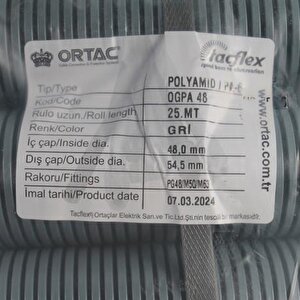 ORTAC
tacflex
Tip/Type POLYAMID / PA-6
Kod/Code OGPA 48
Rulo uzun./Roll length 25.MT
Renk/Color GRİ
İç çap/Inside dia. 48,0 mm
Dış çap/Outside dia. 54,5 mm
Rakoru/Fittings PG48/M50/M63
İmal tarihi/Product date 07.03.2024
Tacflex Ortaçlar Elektrik San.ve Tic.Ltd.Şti.nin tescilli bir markasıdır.
www.ortac.com.tr